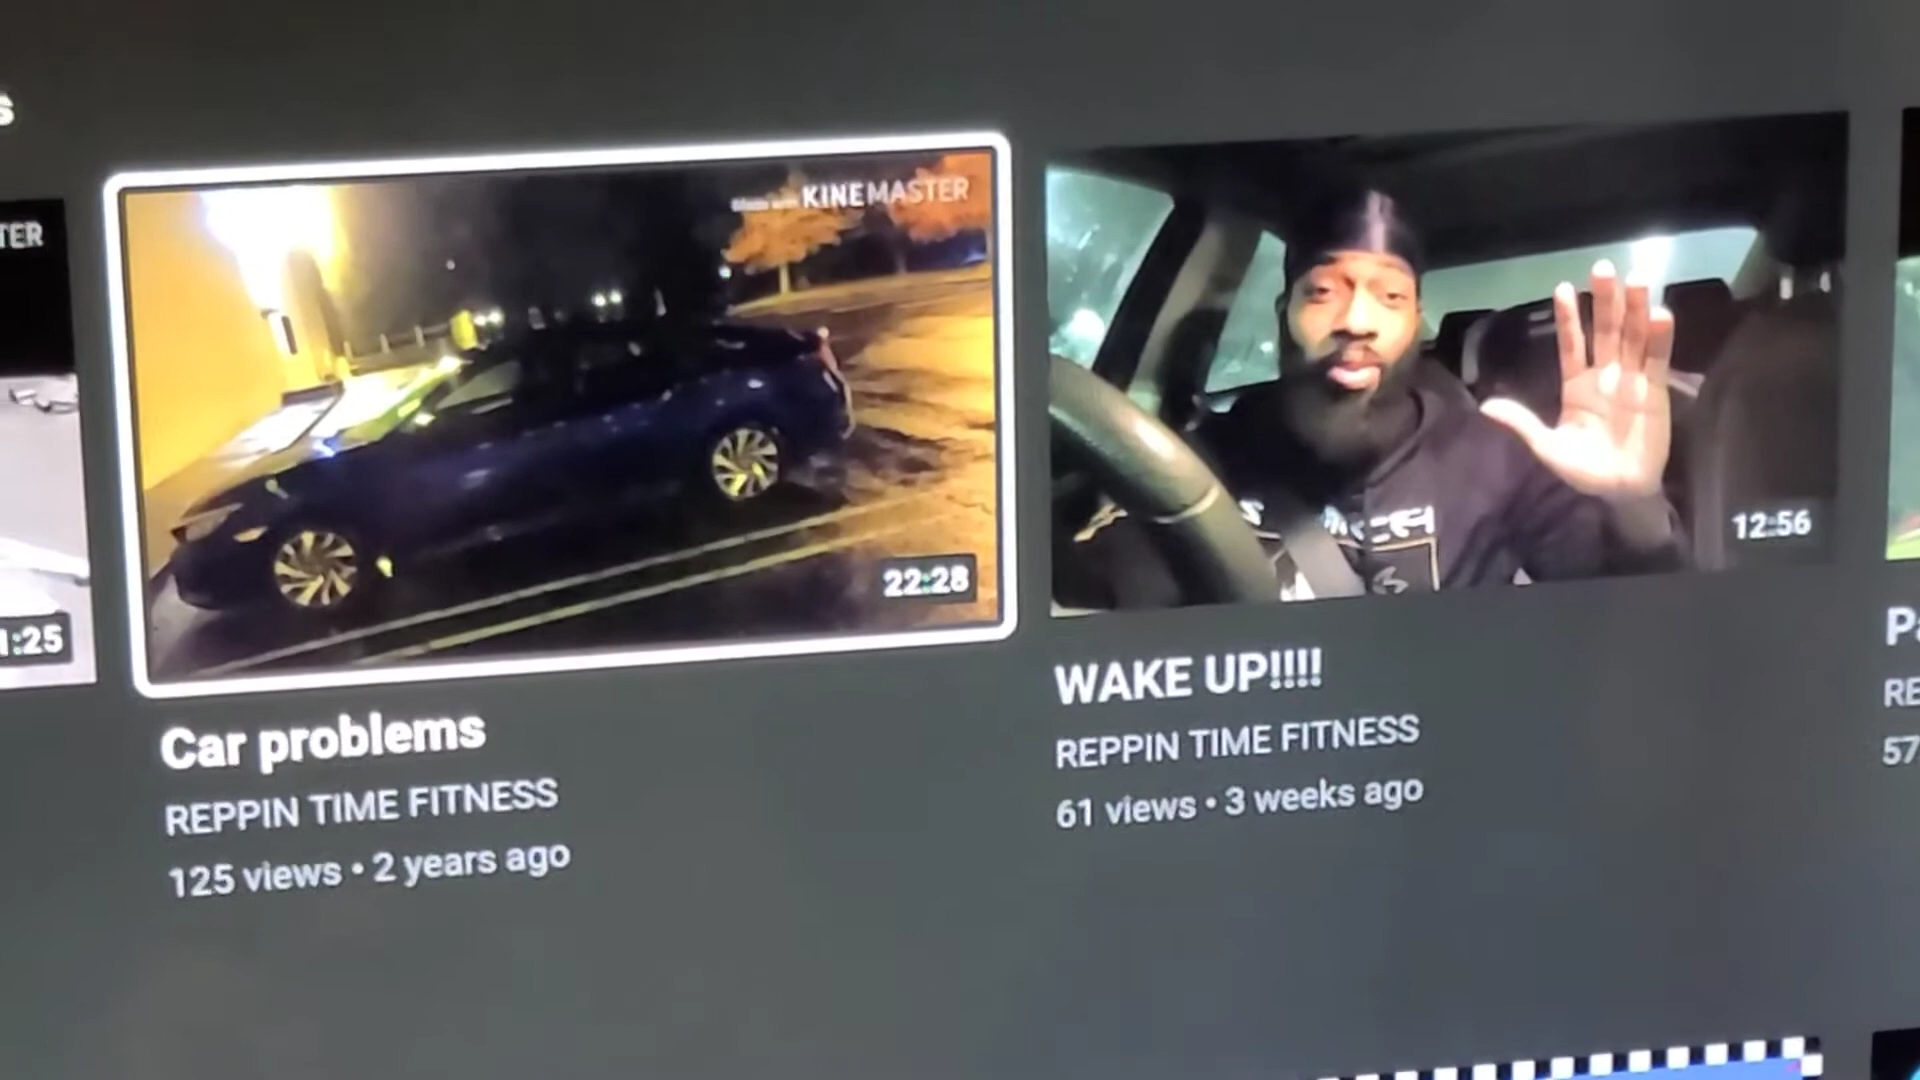 s
TER
KINEMASTER
1:25
22:28
12:56
Car problems
REPPIN TIME FITNESS
125 views • 2 years ago
WAKE UP!!!!
REPPIN TIME FITNESS
61 views • 3 weeks ago
Pa
RE
57